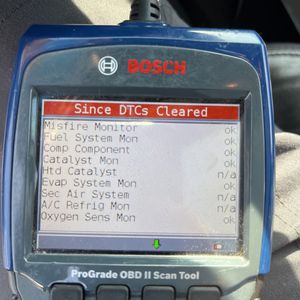 BOSCH
Since DTCs Cleared
Misfire Monitor ok
Fuel System Mon ok
Comp Component ok
Catalyst Mon ok
Htd Catalyst n/a
Evap System Mon ok
Sec Air System n/a
A/C Refrig Mon n/a
Oxygen Sens Mon ok
ProGrade OBD II Scan Tool